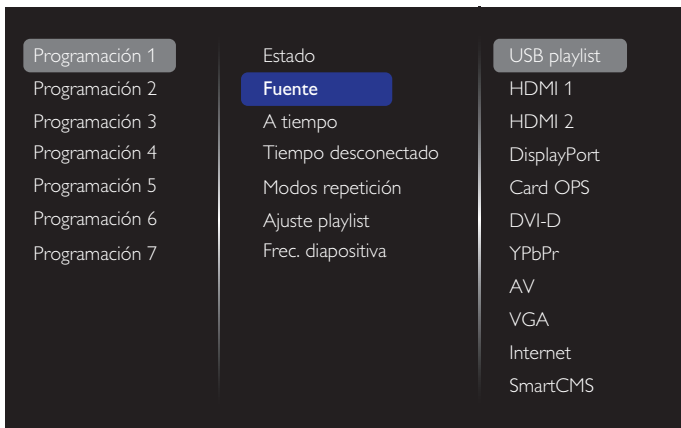 Programación 1
Programación 2
Programación 3
Programación 4
Programación 5
Programación 6
Programación 7
Estado
Fuente
A tiempo
Tiempo desconectado
Modos repetición
Ajuste playlist
Frec. diapositiva
USB playlist
HDMI 1
HDMI 2
DisplayPort
Card OPS
DVI-D
YPbPr
AV
VGA
Internet
SmartCMS